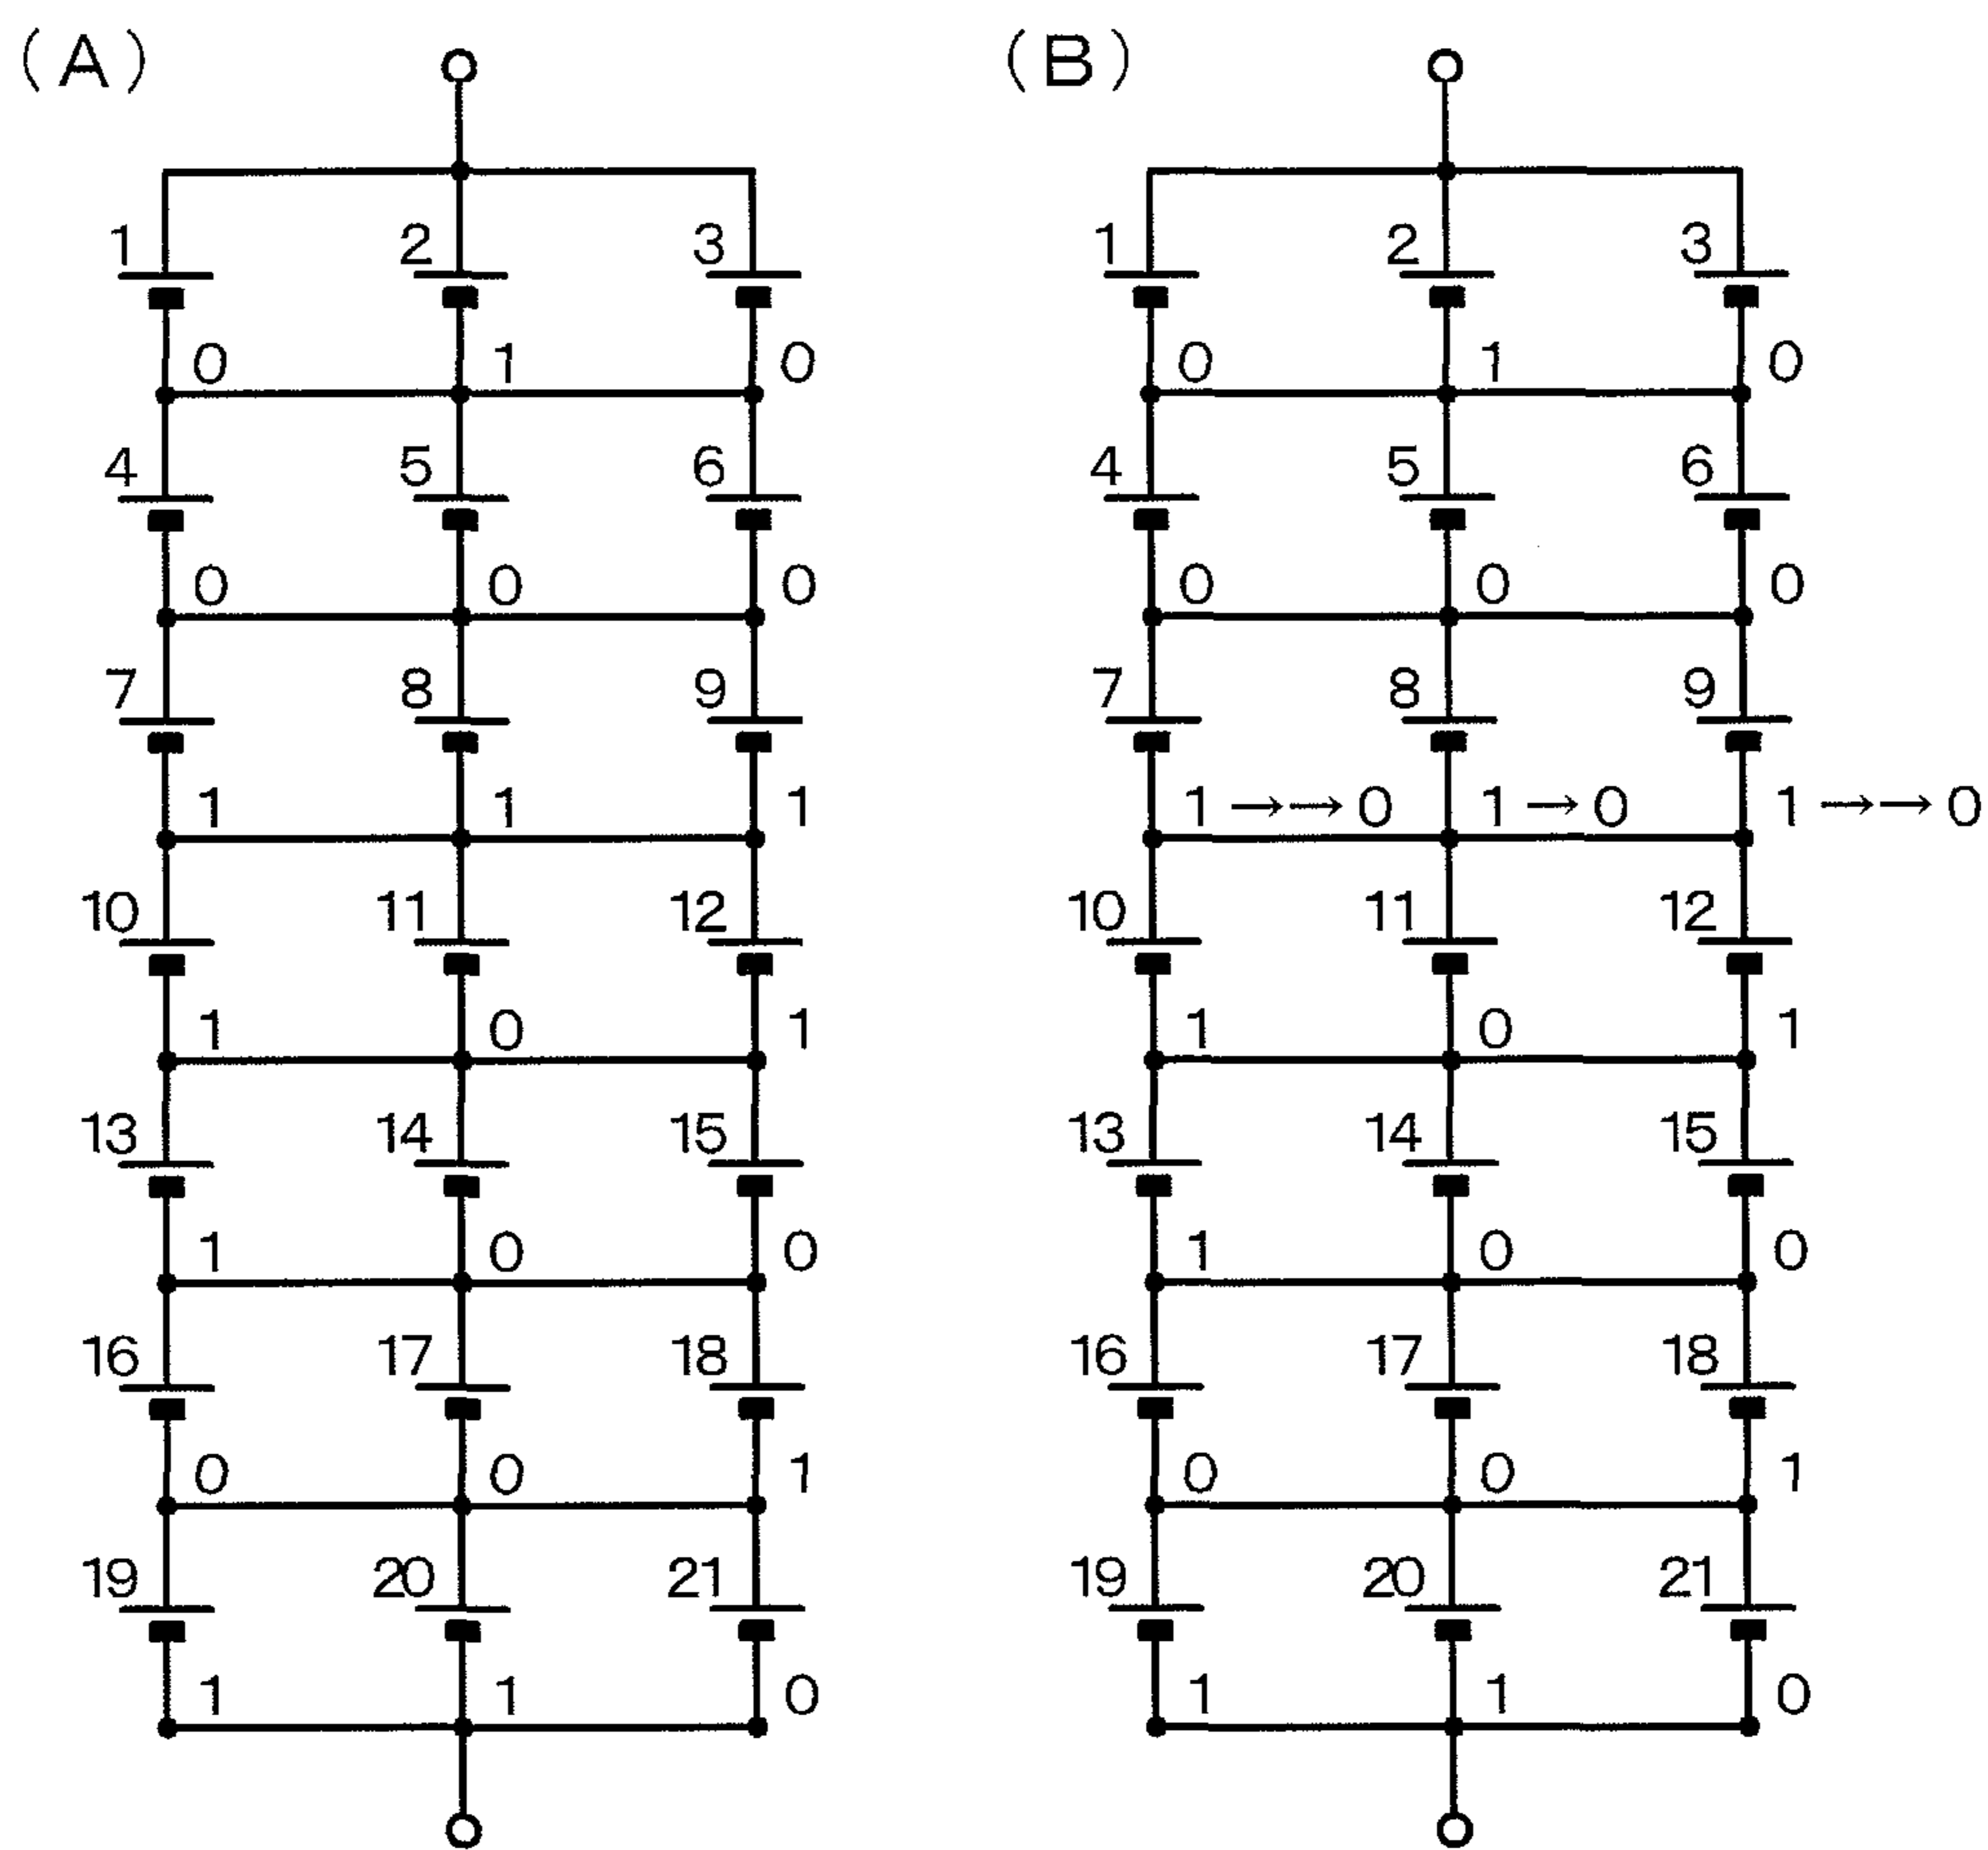 (A) (B)
1 2 3 1 2 3
0 1 0 0 1 0
4 5 6 4 5 6
0 0 0 0 0 0
7 8 9 7 8 9
1 1 1 1 →→ 0 1 → 0 1 →→ 0
10 11 12 10 11 12
1 0 1 1 0 1
13 14 15 13 14 15
1 0 0 1 0 0
16 17 18 16 17 18
0 0 1 0 0 1
19 20 21 19 20 21
1 1 0 1 1 0